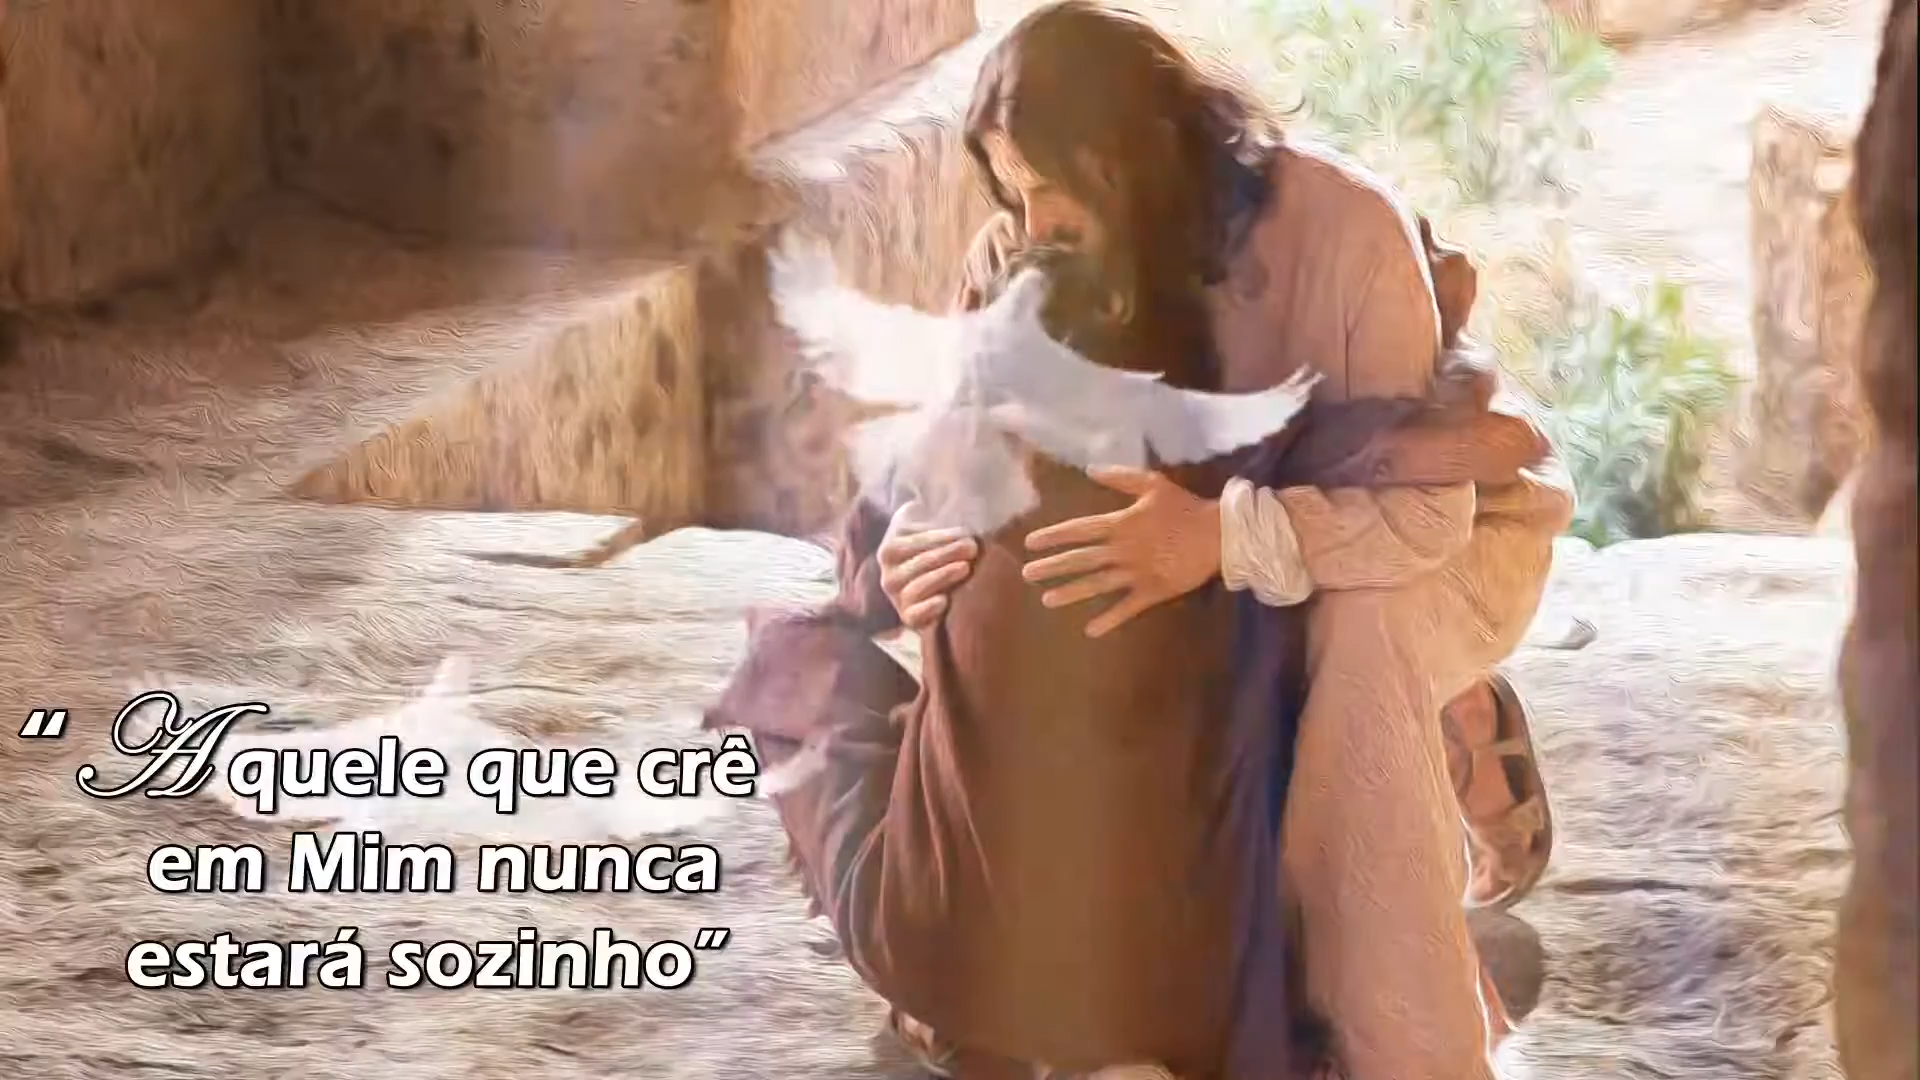 “ Aquele que crê
em Mim nunca
estará sozinho”